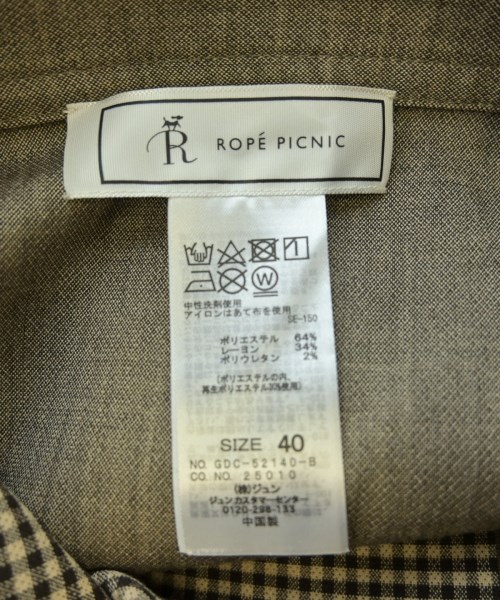 R ROPÉ PICNIC
W
中性洗剤使用
アイロンはあて布を使用
SE-150
ポリエステル 64%
レーヨン 34%
ポリウレタン 2%
(ポリエステルの内、
再生ポリエステル30%使用)
SIZE 40
NO. GDC-52140-B
CO. NO. 25010
(株)ジュン
ジュンカスタマーセンター
0120-298-133
中国製